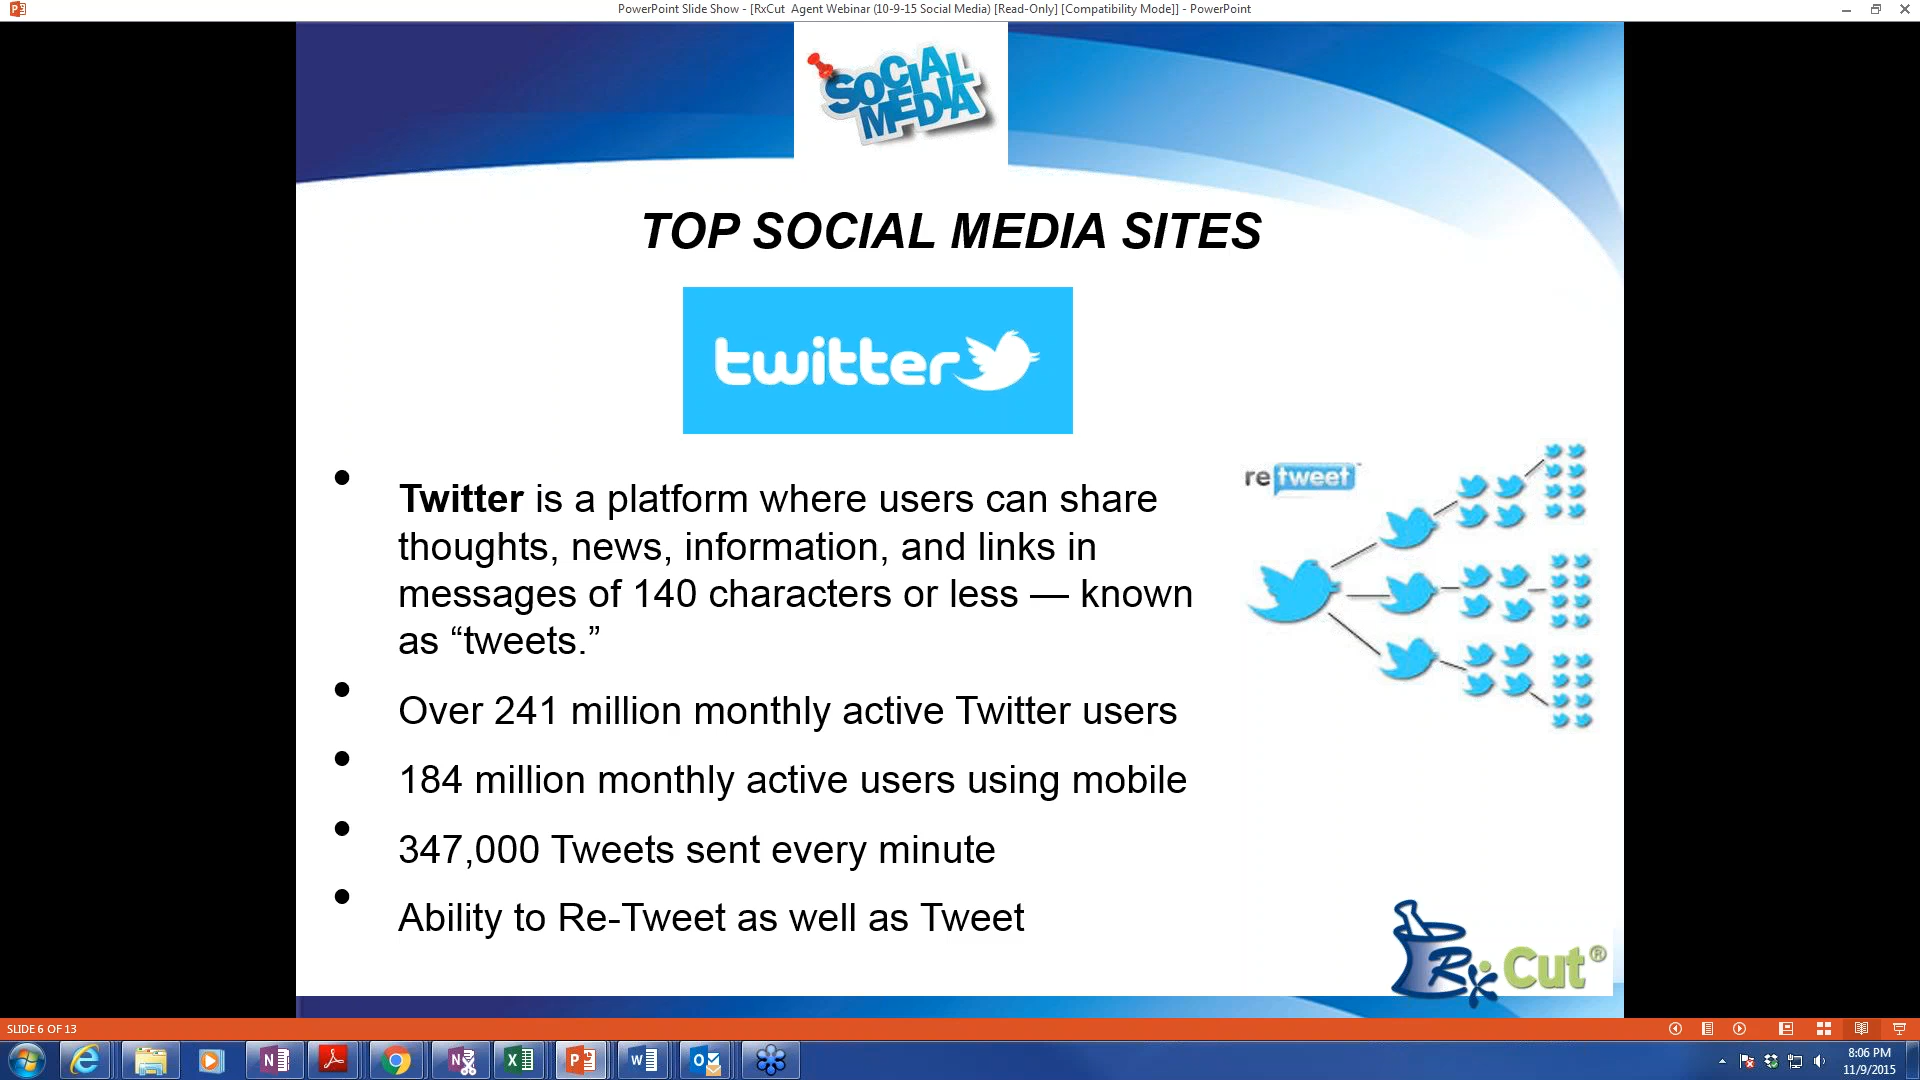 PowerPoint Slide Show - [RxCut  Agent Webinar (10-9-15 Social Media) [Read-Only] [Compatibility Mode]] - PowerPoint
SOCIAL
MEDIA
TOP SOCIAL MEDIA SITES
twitter
retweet
• Twitter is a platform where users can share
thoughts, news, information, and links in
messages of 140 characters or less — known
as “tweets.”
• Over 241 million monthly active Twitter users
• 184 million monthly active users using mobile
• 347,000 Tweets sent every minute
• Ability to Re-Tweet as well as Tweet
RxCut®
SLIDE 6 OF 13
8:06 PM
11/9/2015